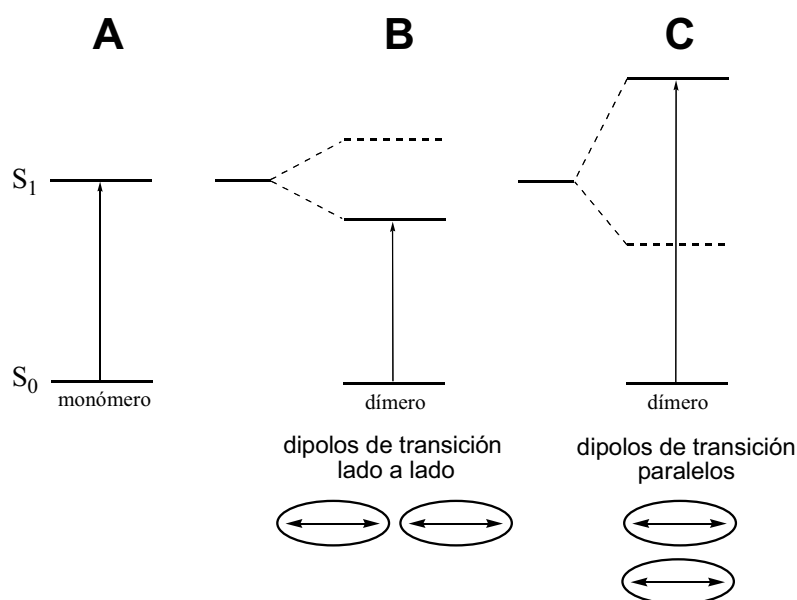 A
B
C
S1
S0
monómero
dímero
dímero
dipolos de transición
lado a lado
dipolos de transición
paralelos